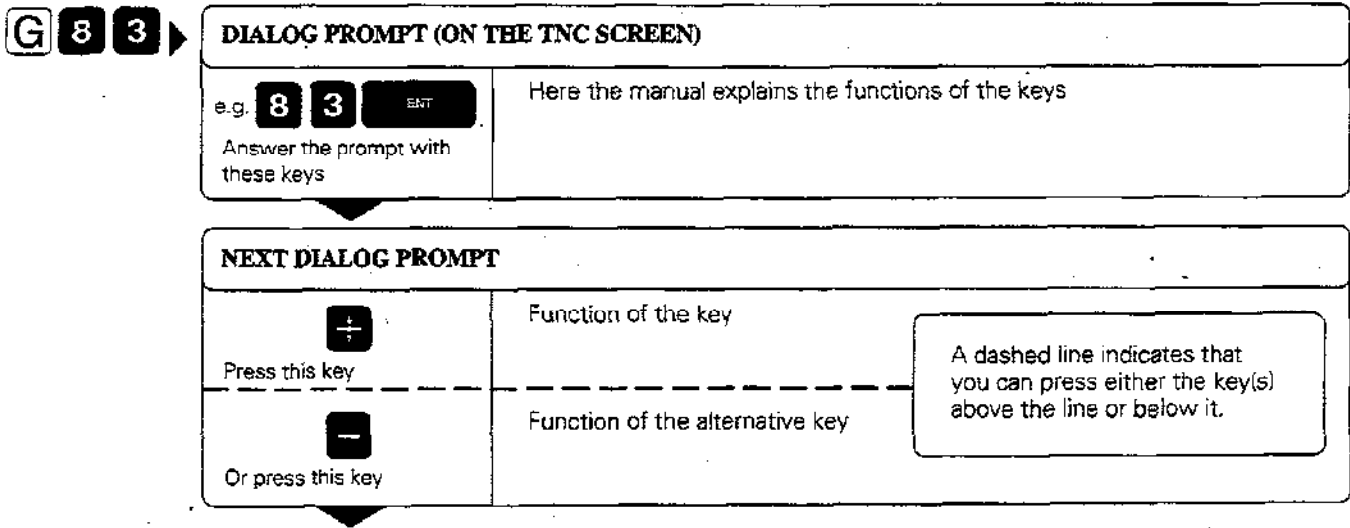 G 8 3
DIALOG PROMPT (ON THE TNC SCREEN)
e.g. 8 3 ENT
Answer the prompt with
these keys
Here the manual explains the functions of the keys
NEXT DIALOG PROMPT
Press this key
Function of the key
A dashed line indicates that
you can press either the key(s)
above the line or below it.
–
Or press this key
Function of the alternative key